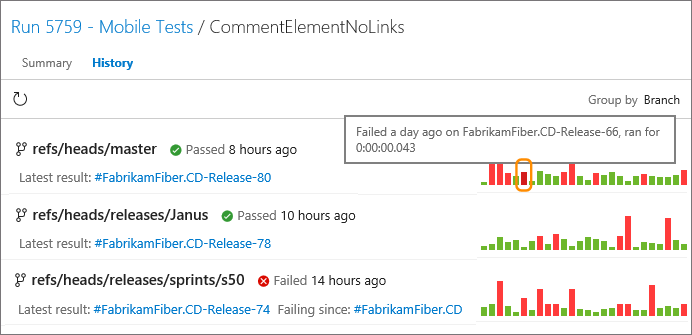 Run 5759 - Mobile Tests / CommentElementNoLinks
Summary History
Group by Branch
Failed a day ago on FabrikamFiber.CD-Release-66, ran for
0:00:00.043
refs/heads/master Passed 8 hours ago
Latest result: #FabrikamFiber.CD-Release-80
refs/heads/releases/Janus Passed 10 hours ago
Latest result: #FabrikamFiber.CD-Release-78
refs/heads/releases/sprints/s50 Failed 14 hours ago
Latest result: #FabrikamFiber.CD-Release-74 Failing since: #FabrikamFiber.CD